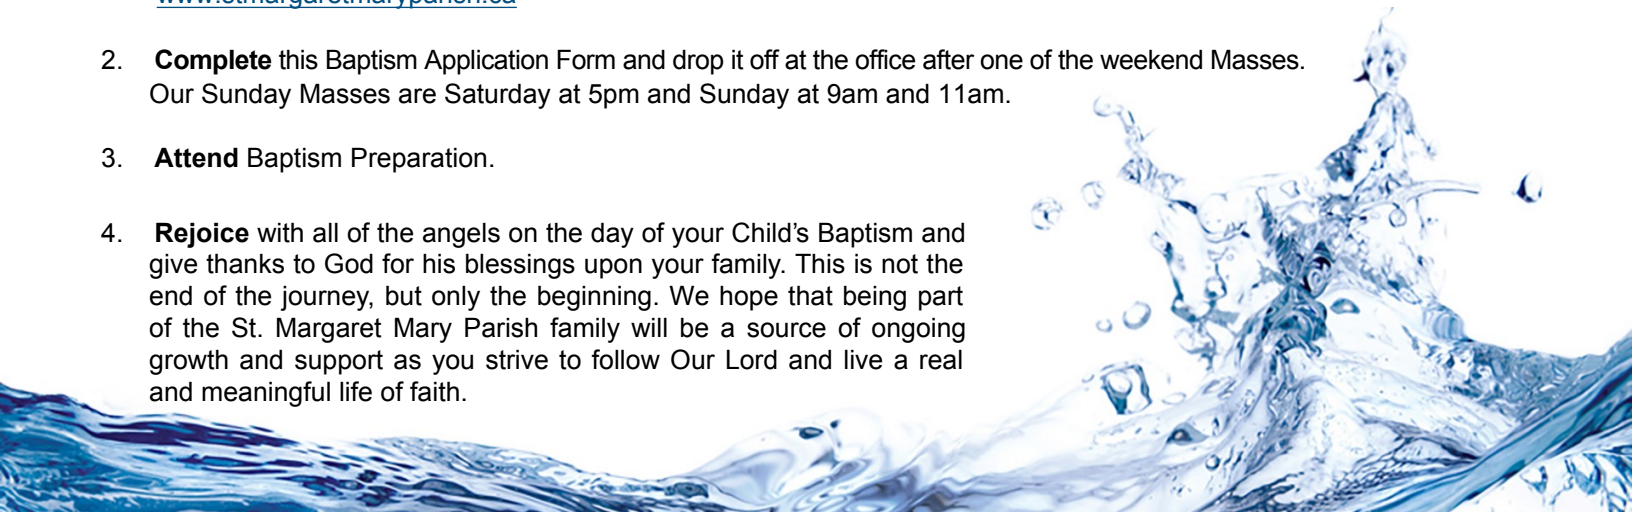 www.stmargaretmaryparish.ca
2. Complete this Baptism Application Form and drop it off at the office after one of the weekend Masses.
Our Sunday Masses are Saturday at 5pm and Sunday at 9am and 11am.
3. Attend Baptism Preparation.
4. Rejoice with all of the angels on the day of your Child’s Baptism and
give thanks to God for his blessings upon your family. This is not the
end of the journey, but only the beginning. We hope that being part
of the St. Margaret Mary Parish family will be a source of ongoing
growth and support as you strive to follow Our Lord and live a real
and meaningful life of faith.